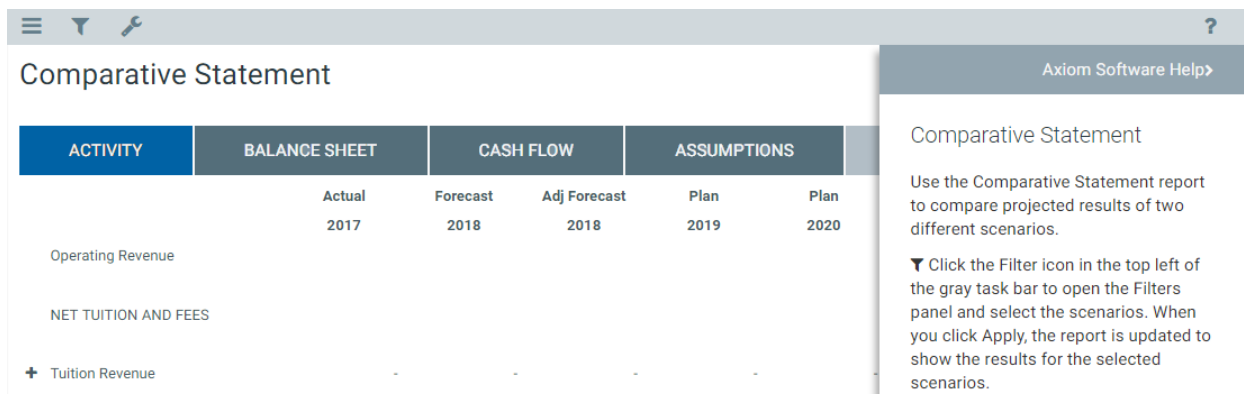 ?
Comparative Statement
Axiom Software Help>
ACTIVITY BALANCE SHEET CASH FLOW ASSUMPTIONS
Actual Forecast Adj Forecast Plan Plan
2017 2018 2018 2019 2020
Operating Revenue
NET TUITION AND FEES
+ Tuition Revenue - - - - -
Comparative Statement
Use the Comparative Statement report
to compare projected results of two
different scenarios.
Click the Filter icon in the top left of
the gray task bar to open the Filters
panel and select the scenarios. When
you click Apply, the report is updated to
show the results for the selected
scenarios.